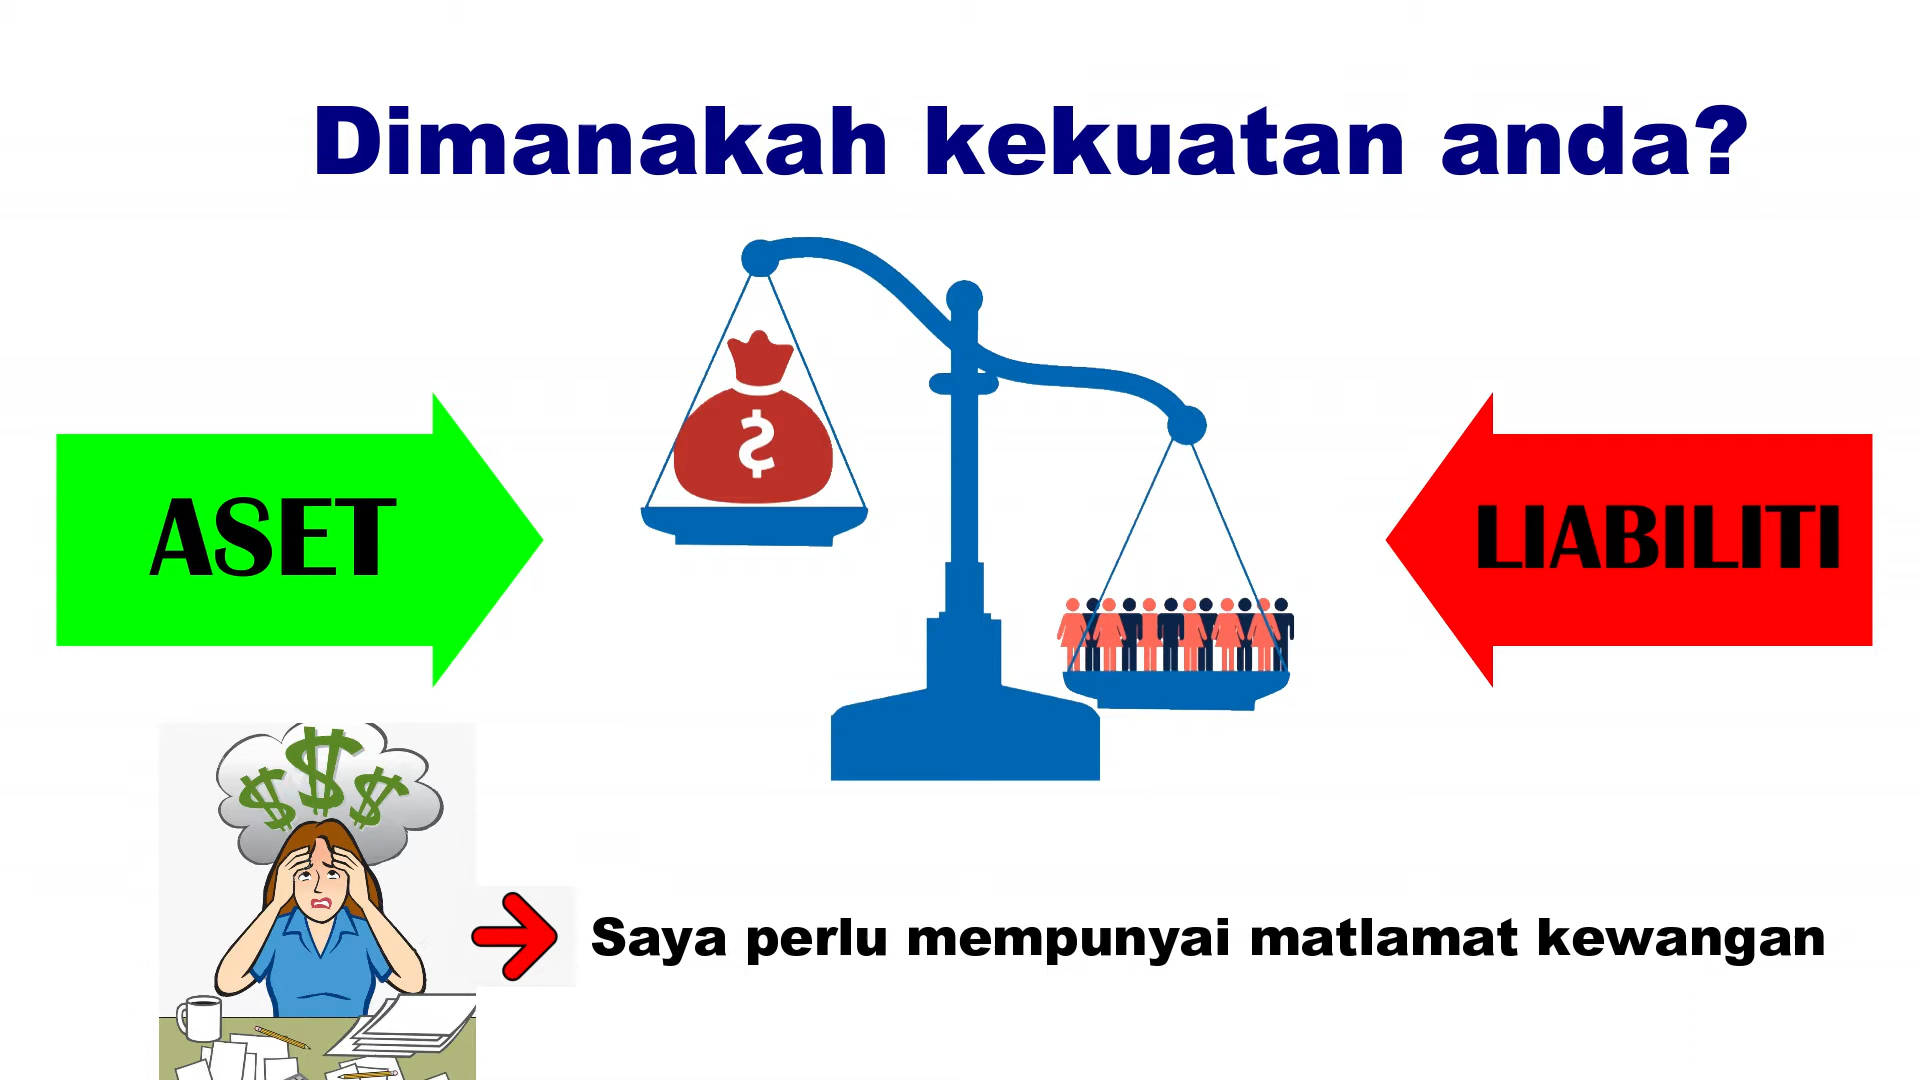 Dimanakah kekuatan anda?
$
ASET
LIABILITI
$ $ $
Saya perlu mempunyai matlamat kewangan